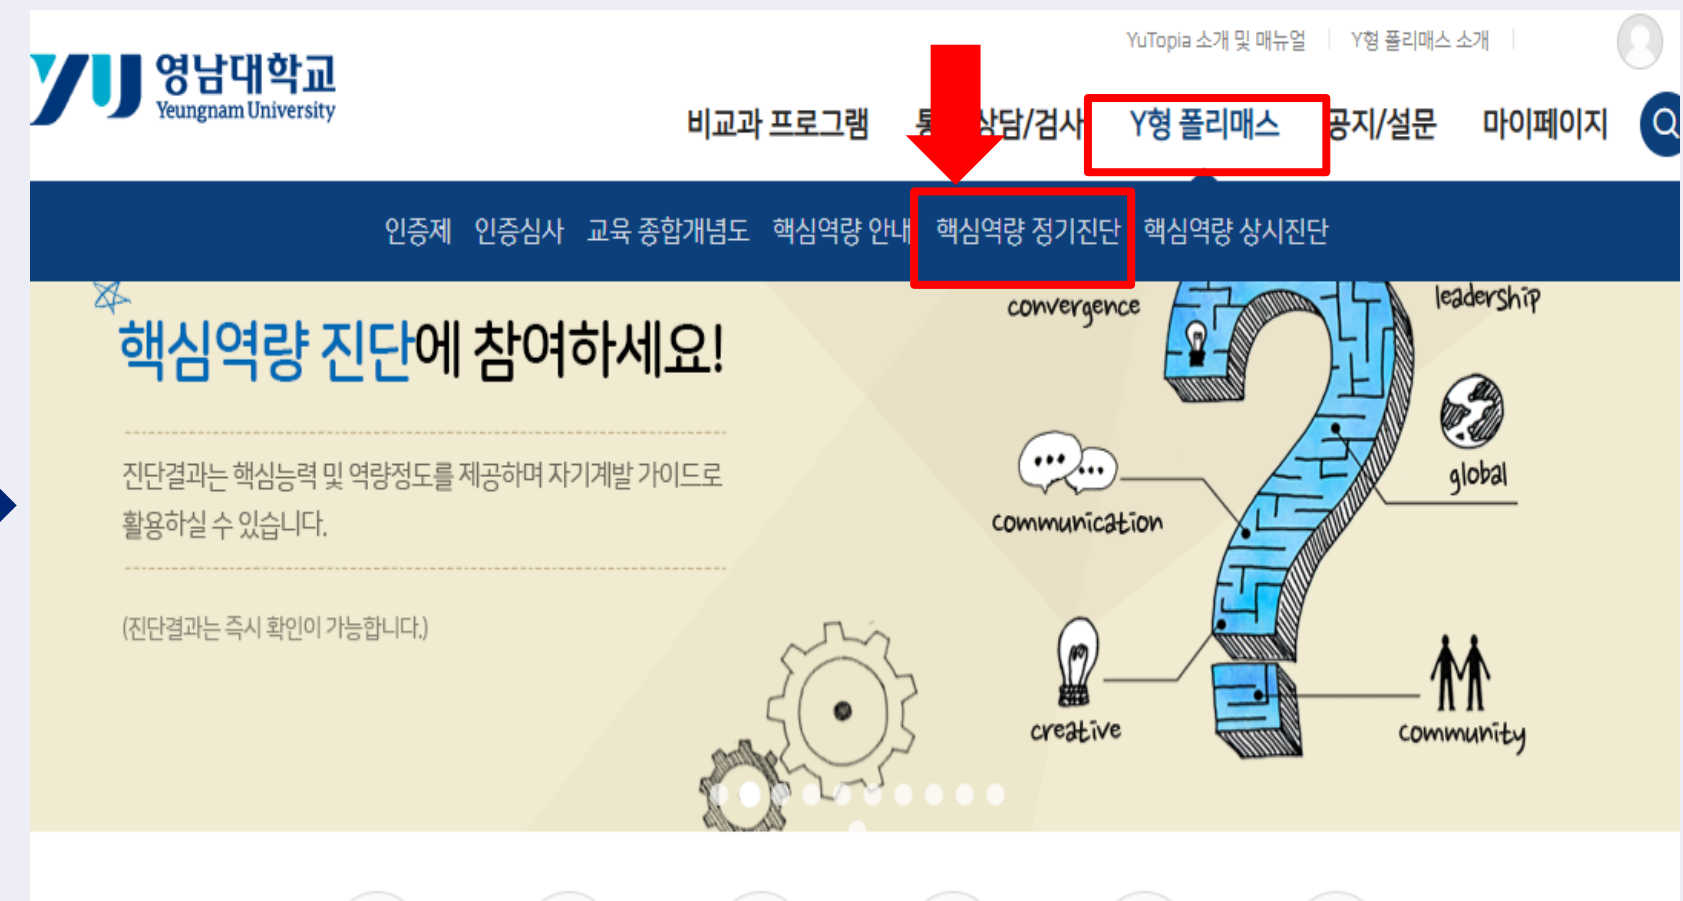 YuTopia 소개 및 매뉴얼 Y형 폴리매스 소개
YU 영남대학교
Yeungnam University
비교과 프로그램 상담/검사 Y형 폴리매스 공지/설문 마이페이지
인증제 인증심사 교육 종합개념도 핵심역량 안내 핵심역량 정기진단 핵심역량 상시진단
핵심역량 진단에 참여하세요!
진단결과는 핵심능력 및 역량정도를 제공하며 자기계발 가이드로
활용하실 수 있습니다.
(진단결과는 즉시 확인이 가능합니다.)
convergence
leadership
global
communication
creative
community